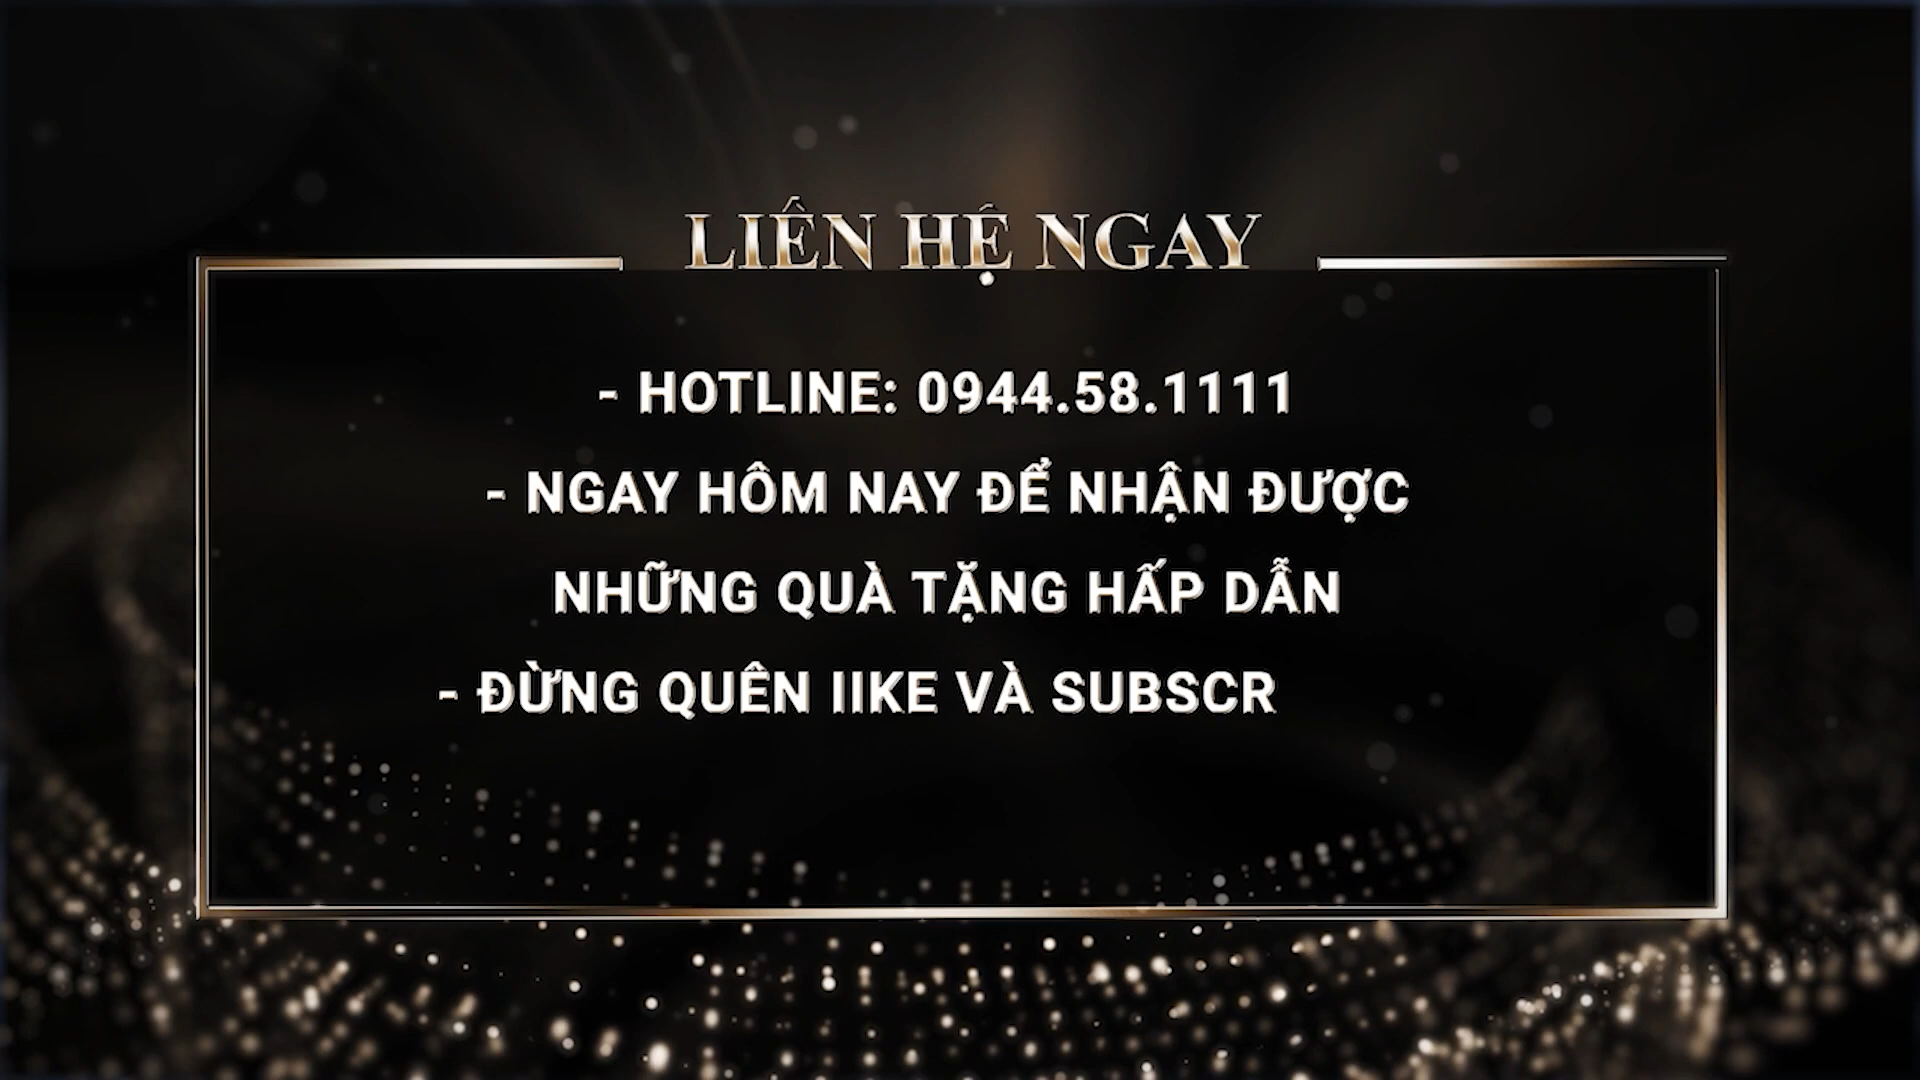 LIÊN HỆ NGAY
- HOTLINE: 0944.58.1111
- NGAY HÔM NAY ĐỂ NHẬN ĐƯỢC
NHỮNG QUÀ TẶNG HẤP DẪN
- ĐỪNG QUÊN IIKE VÀ SUBSCR